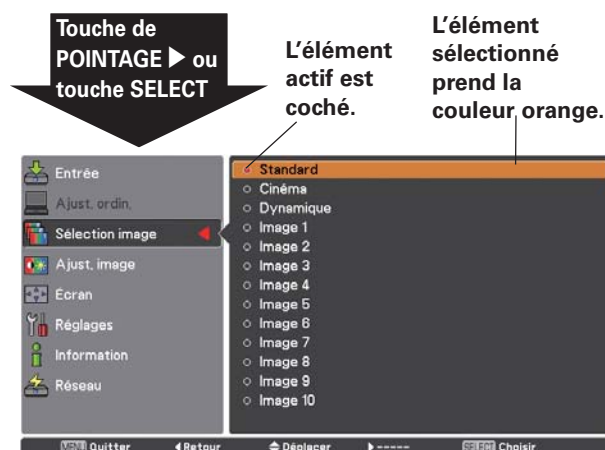 Touche de
POINTAGE ▶ ou
touche SELECT
L'élément
actif est
coché.
L'élément
sélectionné
prend la
couleur orange.
Entrée
Ajust. ordin.
Sélection image
Ajust. image
Écran
Réglages
Information
Réseau
Standard
Cinéma
Dynamique
Image 1
Image 2
Image 3
Image 4
Image 5
Image 6
Image 7
Image 8
Image 9
Image 10
MENU Quitter ◀Retour ◆Déplacer ▶----- SELECT Choisir